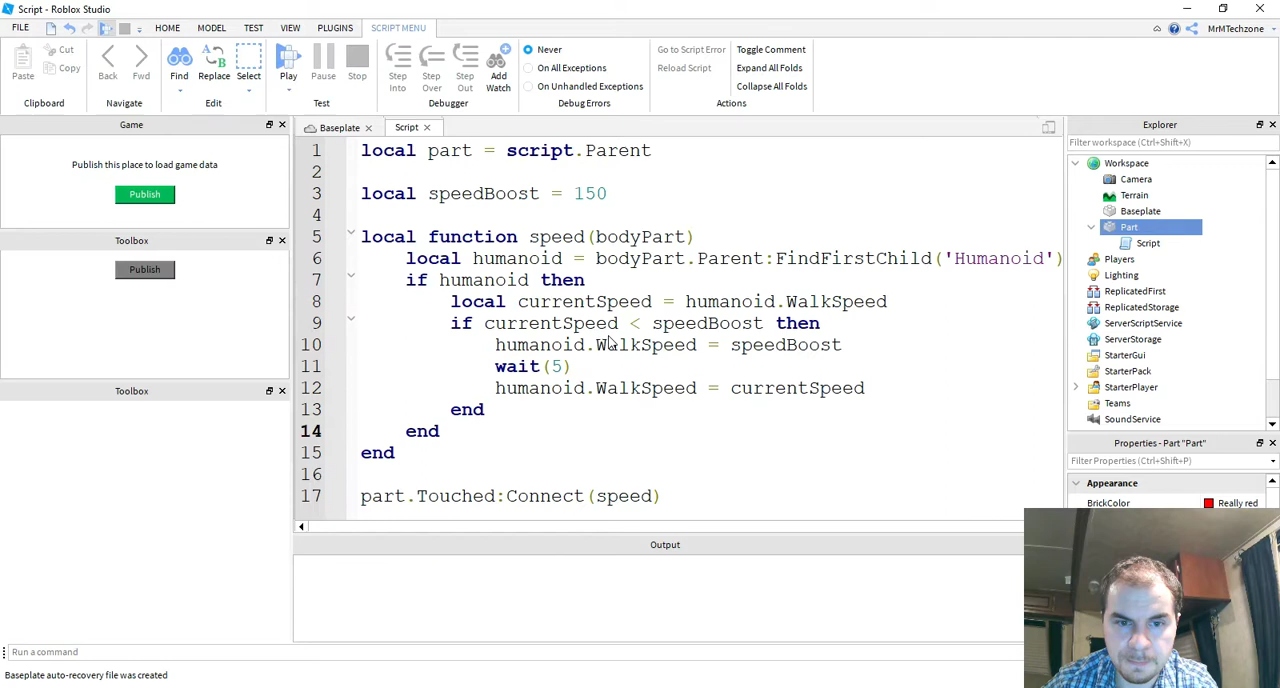 Script - Roblox Studio
FILE HOME MODEL TEST VIEW PLUGINS SCRIPT MENU MrMTechzone
Paste Cut Copy Back Fwd Find Replace Select Play Pause Stop Step Into Step Over Step Out Add Watch
Never
On All Exceptions
On Unhandled Exceptions
Go to Script Error
Reload Script
Toggle Comment
Expand All Folds
Collapse All Folds
Clipboard Navigate Edit Test Debugger Debug Errors Actions
Game
Publish this place to load game data
Publish
Toolbox
Publish
Toolbox
Baseplate Script
1 local part = script.Parent
2
3 local speedBoost = 150
4
5 local function speed(bodyPart)
6 local humanoid = bodyPart.Parent:FindFirstChild('Humanoid')
7 if humanoid then
8 local currentSpeed = humanoid.WalkSpeed
9 if currentSpeed < speedBoost then
10 humanoid.WalkSpeed = speedBoost
11 wait(5)
12 humanoid.WalkSpeed = currentSpeed
13 end
14 end
15 end
16
17 part.Touched:Connect(speed)
Output
Explorer
Filter workspace (Ctrl+Shift+X)
Workspace
Camera
Terrain
Baseplate
Part
Script
Players
Lighting
ReplicatedFirst
ReplicatedStorage
ServerScriptService
ServerStorage
StarterGui
StarterPack
StarterPlayer
Teams
SoundService
Properties - Part "Part"
Filter Properties (Ctrl+Shift+P)
Appearance
BrickColor Really red
Run a command
Baseplate auto-recovery file was created